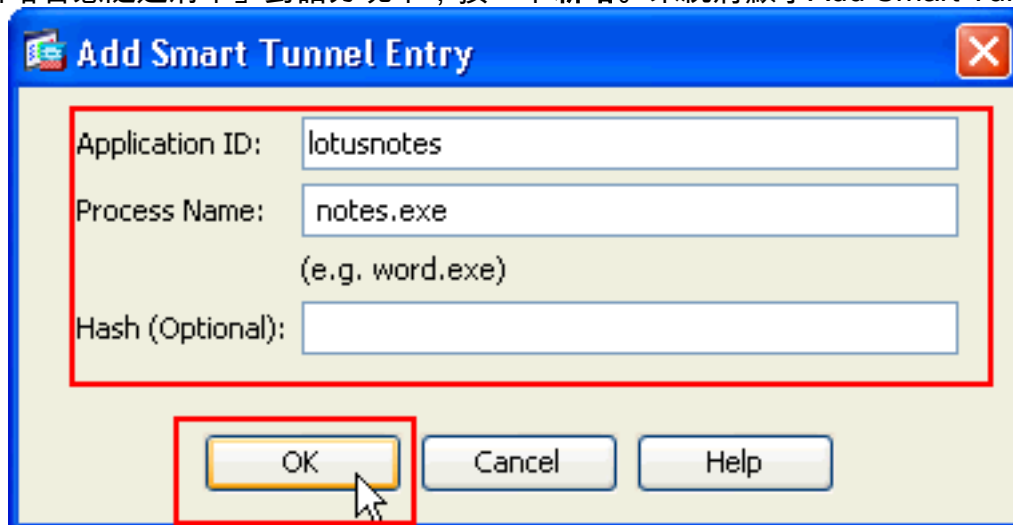 Add Smart Tunnel Entry
Application ID: lotusnotes
Process Name: notes.exe
(e.g. word.exe)
Hash (Optional):
OK Cancel Help